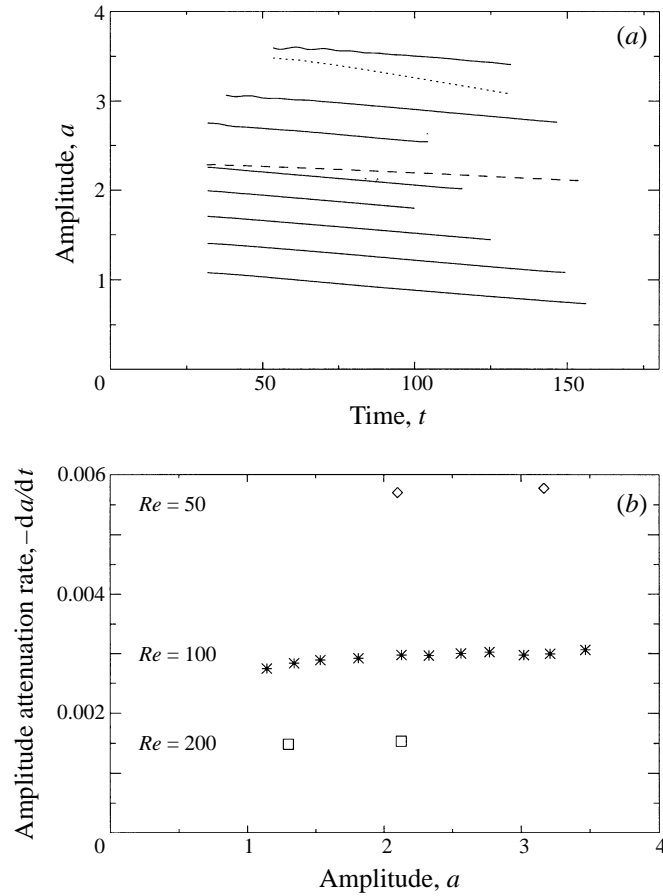 4
(a)
3
Amplitude, a
2
1
0
50
100
150
Time, t
0.006
(b)
Re = 50
0.004
Amplitude attenuation rate, −da/dt
Re = 100
0.002
Re = 200
0
1
2
3
4
Amplitude, a